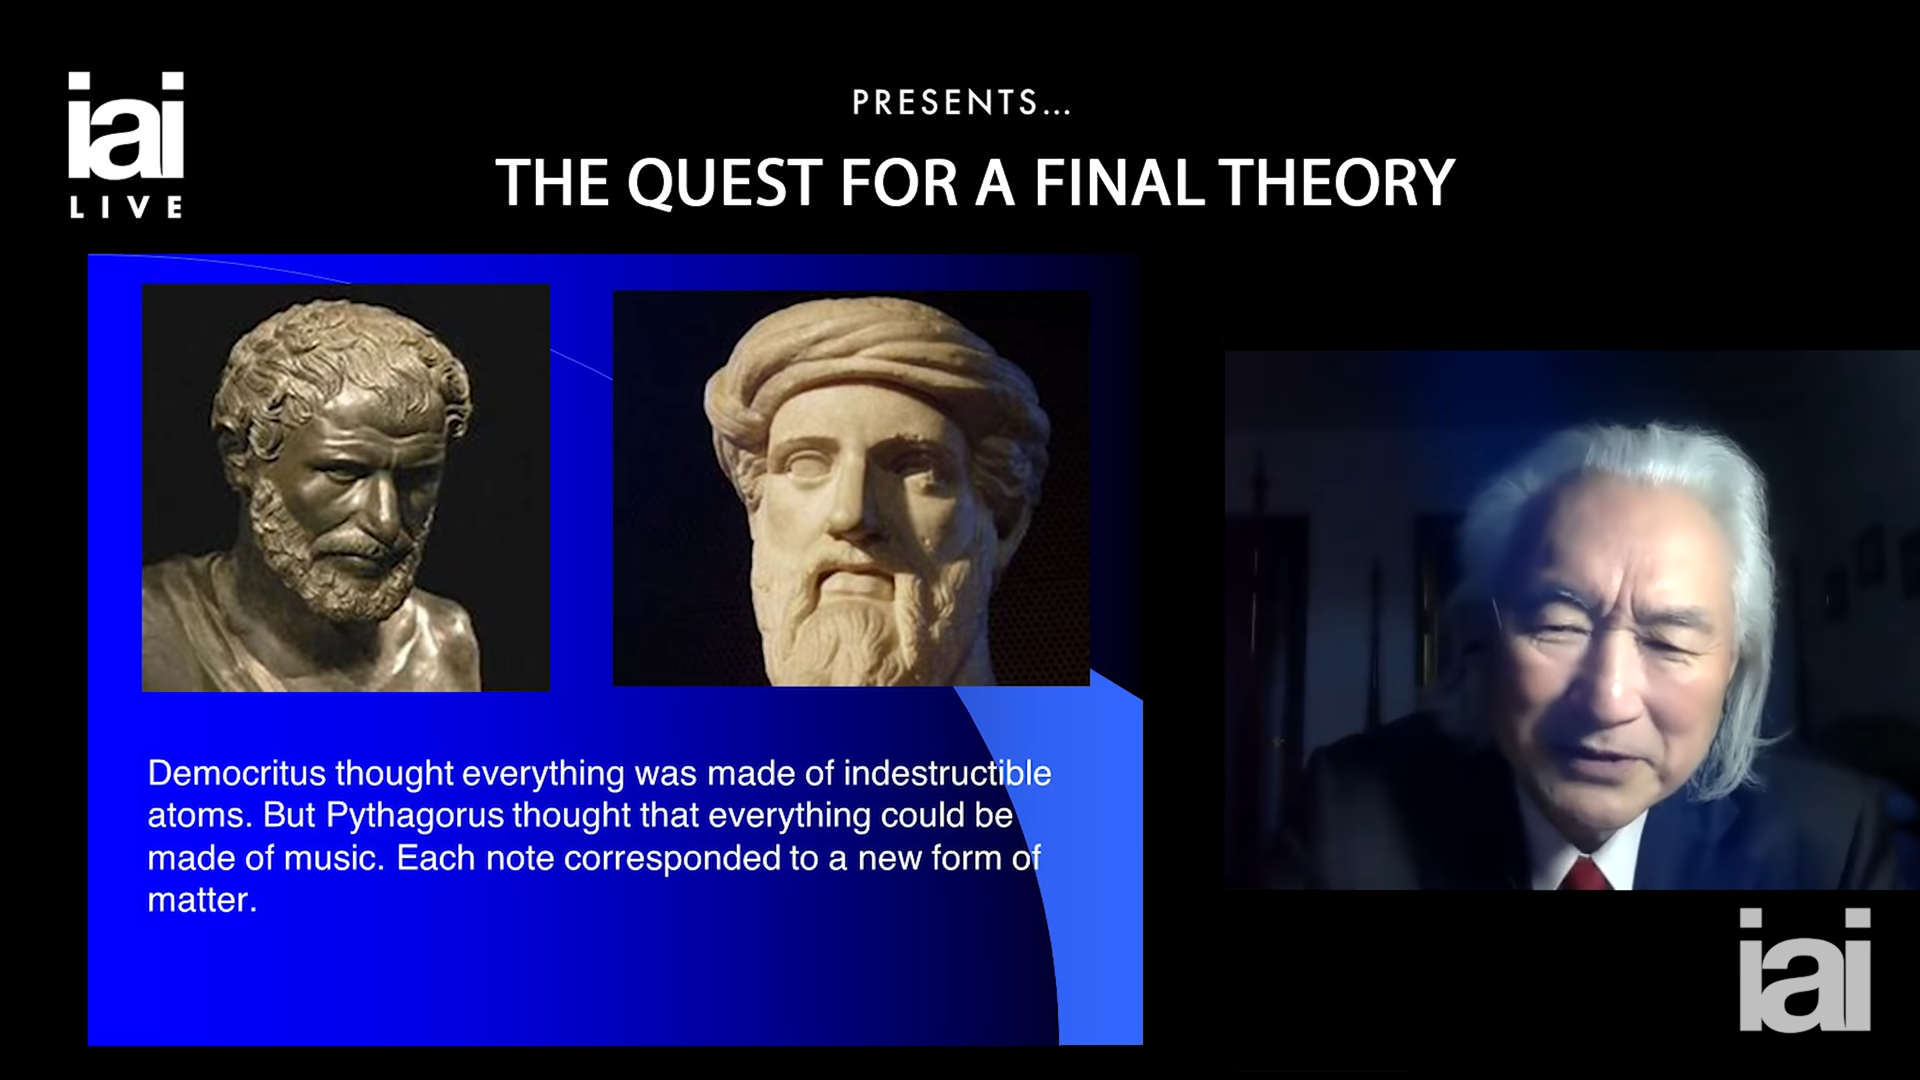 iai
LIVE
PRESENTS...
THE QUEST FOR A FINAL THEORY
Democritus thought everything was made of indestructible
atoms. But Pythagorus thought that everything could be
made of music. Each note corresponded to a new form of
matter.
iai